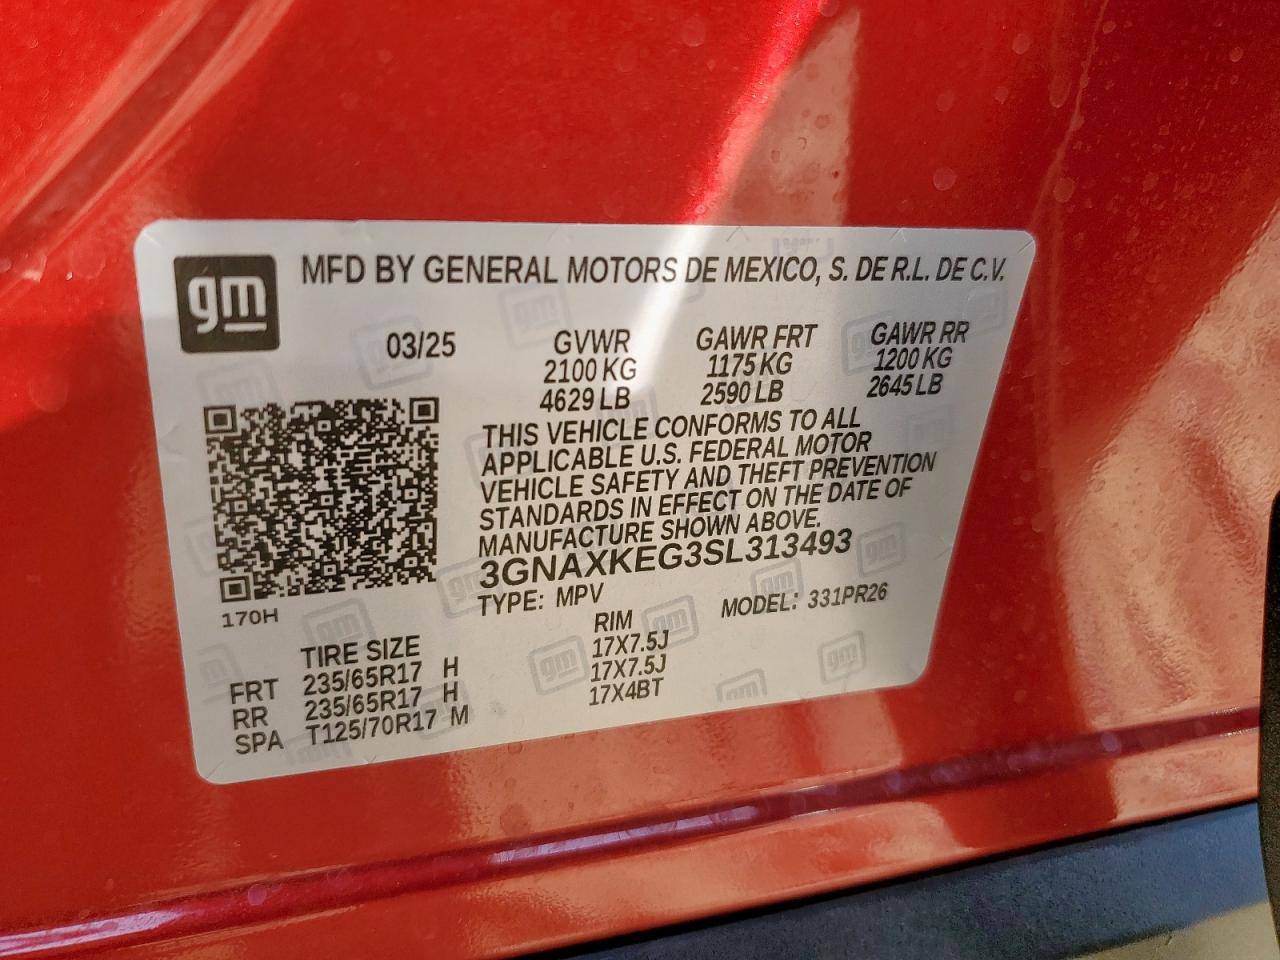 gm
MFD BY GENERAL MOTORS DE MEXICO, S. DE R.L. DE C.V.
03/25 GVWR GAWR FRT GAWR RR
2100 KG 1175 KG 1200 KG
4629 LB 2590 LB 2645 LB
THIS VEHICLE CONFORMS TO ALL
APPLICABLE U.S. FEDERAL MOTOR
VEHICLE SAFETY AND THEFT PREVENTION
STANDARDS IN EFFECT ON THE DATE OF
MANUFACTURE SHOWN ABOVE.
3GNAXKEG3SL313493
170H
TYPE: MPV MODEL: 331PR26
TIRE SIZE RIM
FRT 235/65R17 H 17X7.5J
RR 235/65R17 H 17X7.5J
SPA T125/70R17 M 17X4BT